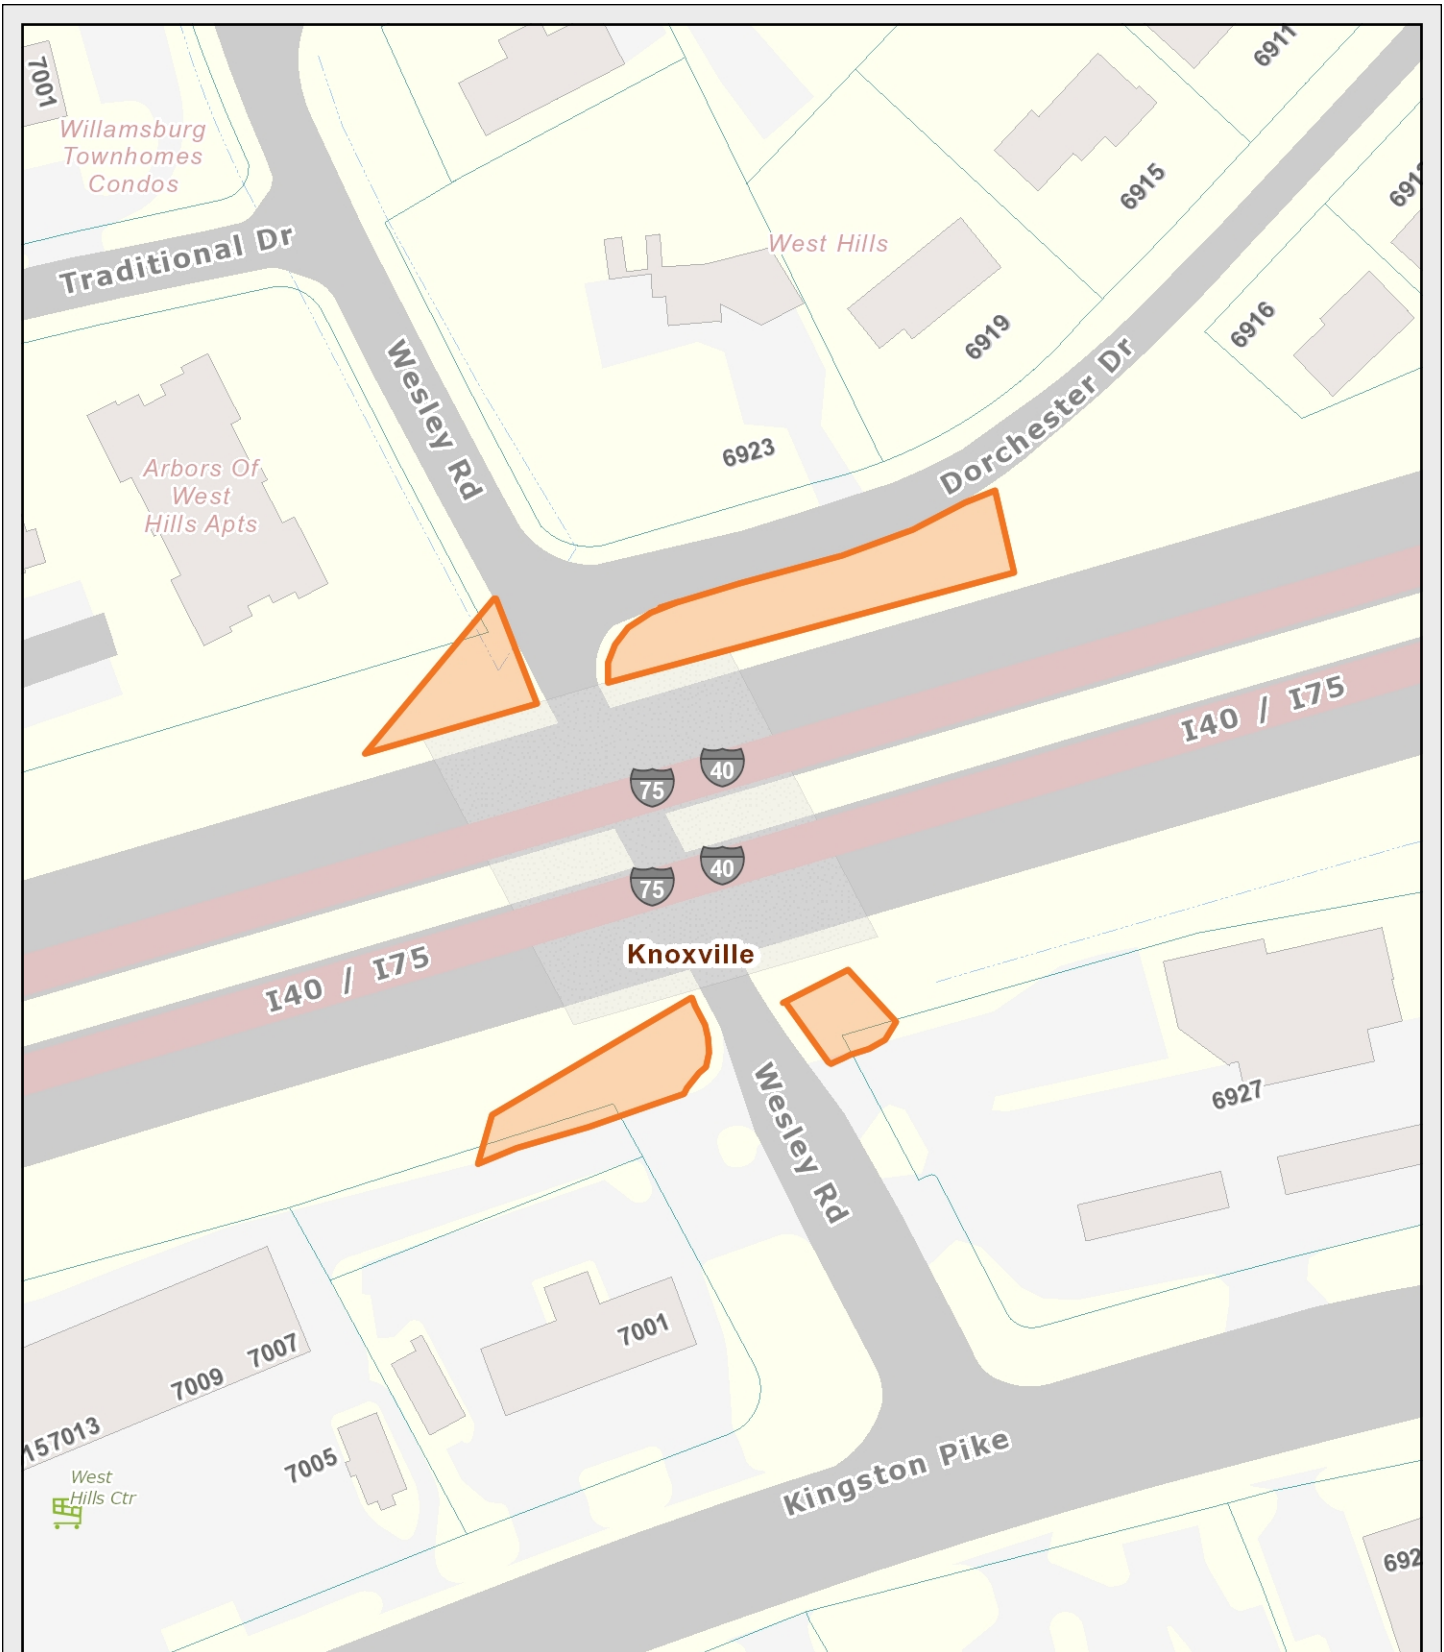 7001
6911
Willamsburg
Townhomes
Condos
6915
Traditional Dr
West Hills
6919
6916
Wesley Rd
Dorchester Dr
6923
Arbors Of
West
Hills Apts
I40 / I75
40
75
40
75
Knoxville
I40 / I75
6927
Wesley Rd
7001
7007
7009
157013
7005
Kingston Pike
West
Hills Ctr